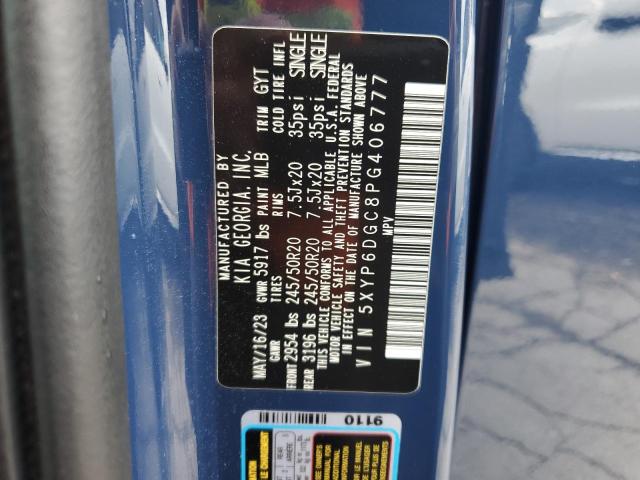 MANUFACTURED BY
KIA GEORGIA, INC.
MAY/16/23 GVWR 5917 lbs PAINT MLB TRIM GYT
GAWR TIRES RIMS COLD TIRE INFL
FRONT 2954 lbs 245/50R20 7.5Jx20 35psi SINGLE
REAR 3196 lbs 245/50R20 7.5Jx20 35psi SINGLE
THIS VEHICLE CONFORMS TO ALL APPLICABLE U.S.A. FEDERAL
MOTOR VEHICLE SAFETY AND THEFT PREVENTION STANDARDS
IN EFFECT ON THE DATE OF MANUFACTURE SHOWN ABOVE
VIN 5XYP6DGC8PG406777
MPV
9110